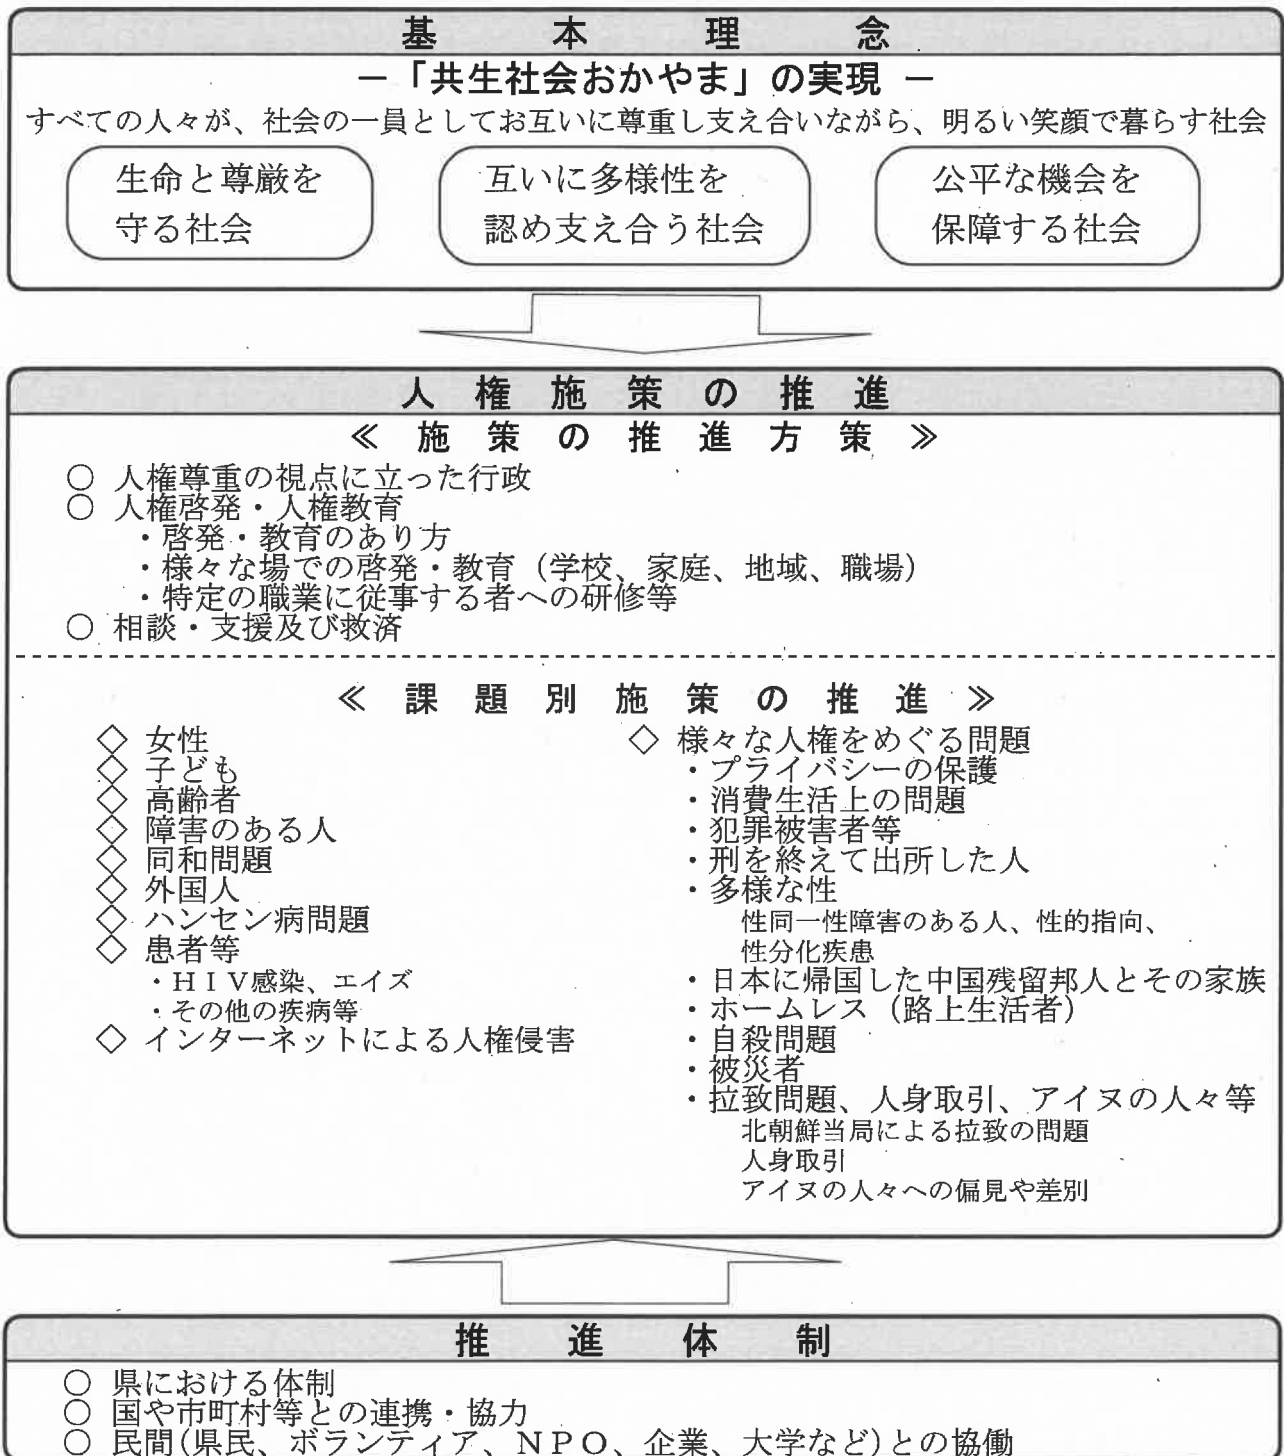 基本理念
－「共生社会おかやま」の実現－
すべての人々が、社会の一員としてお互いに尊重し支え合いながら、明るい笑顔で暮らす社会
生命と尊厳を
守る社会
互いに多様性を
認め支え合う社会
公平な機会を
保障する社会
人権施策の推進
≪施策の推進方策≫
○ 人権尊重の視点に立った行政
○ 人権啓発・人権教育
・啓発・教育のあり方
・様々な場での啓発・教育（学校、家庭、地域、職場）
・特定の職業に従事する者への研修等
○ 相談・支援及び救済
≪課題別施策の推進≫
◇ 女性
◇ 子ども
◇ 高齢者
◇ 障害のある人
◇ 同和問題
◇ 外国人
◇ ハンセン病問題
◇ 患者等
・ＨＩＶ感染、エイズ
・その他の疾病等
◇ インターネットによる人権侵害
◇ 様々な人権をめぐる問題
・プライバシーの保護
・消費生活上の問題
・犯罪被害者等
・刑を終えて出所した人
・多様な性
性同一性障害のある人、性的指向、
性分化疾患
・日本に帰国した中国残留邦人とその家族
・ホームレス（路上生活者）
・自殺問題
・被災者
・拉致問題、人身取引、アイヌの人々等
北朝鮮当局による拉致の問題
人身取引
アイヌの人々への偏見や差別
推進体制
○ 県における体制
○ 国や市町村等との連携・協力
○ 民間(県民、ボランティア、ＮＰＯ、企業、大学など)との協働